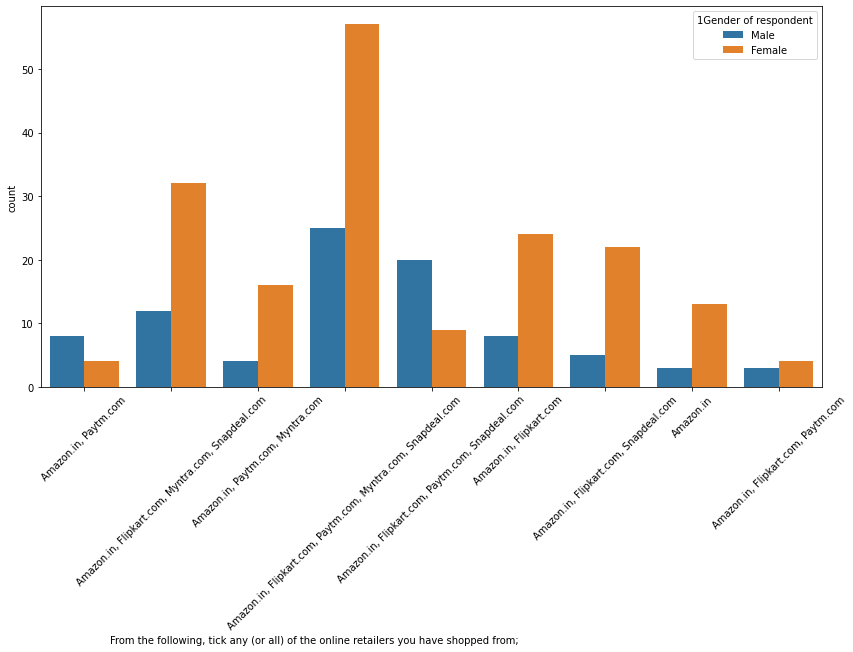 1Gender of respondent
Male
Female
count
50
40
30
20
10
0
Amazon.in, Paytm.com
Amazon.in, Flipkart.com, Myntra.com, Snapdeal.com
Amazon.in, Paytm.com, Myntra.com
Amazon.in, Flipkart.com, Paytm.com, Myntra.com, Snapdeal.com
Amazon.in, Flipkart.com, Paytm.com, Snapdeal.com
Amazon.in, Flipkart.com
Amazon.in, Flipkart.com, Snapdeal.com
Amazon.in
Amazon.in, Flipkart.com, Paytm.com
From the following, tick any (or all) of the online retailers you have shopped from;